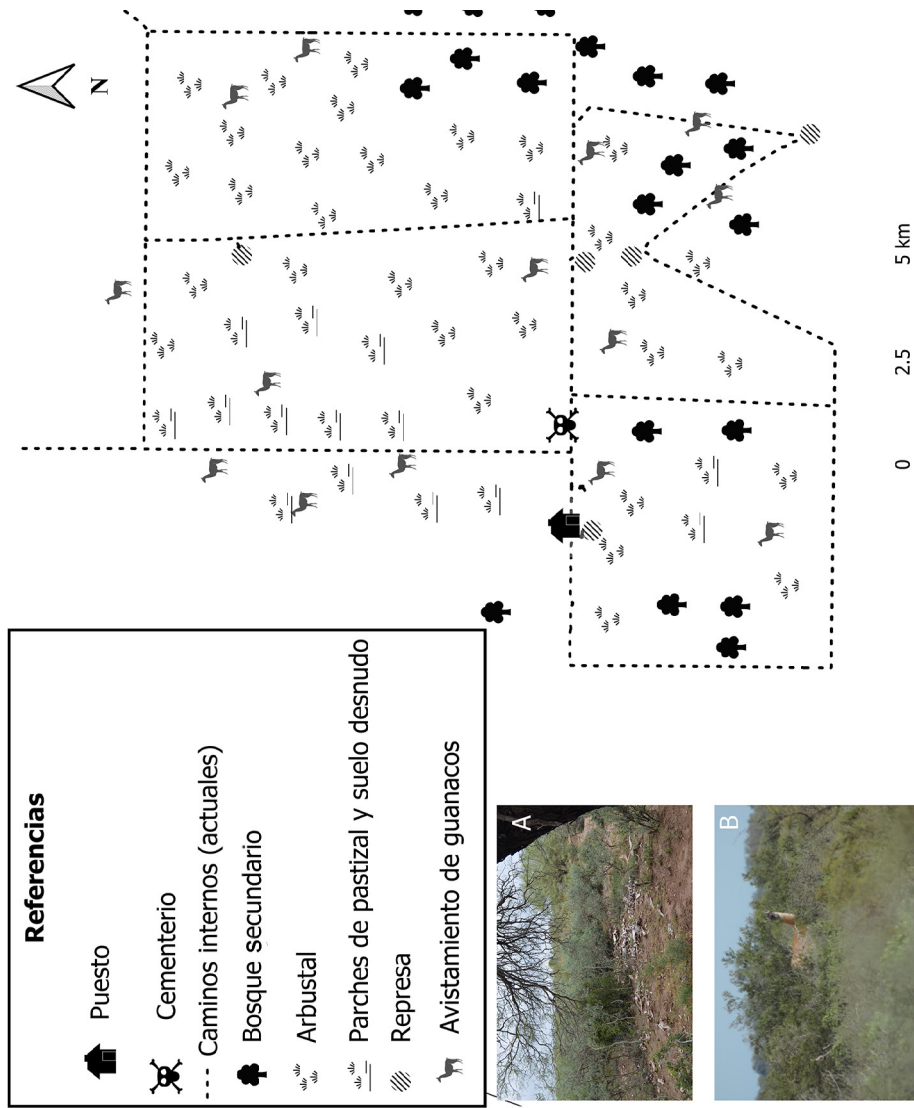 Referencias
Puesto
Cementerio
Caminos internos (actuales)
Bosque secundario
Arbustal
Parches de pastizal y suelo desnudo
Represa
Avistamiento de guanacos
N
0 2.5 5 km
A
B